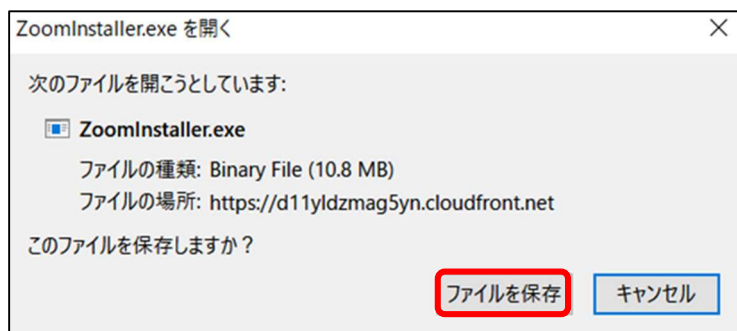 ZoomInstaller.exe を開く
次のファイルを開こうとしています:
ZoomInstaller.exe
ファイルの種類: Binary File (10.8 MB)
ファイルの場所: https://d11yldzmag5yn.cloudfront.net
このファイルを保存しますか？
ファイルを保存 キャンセル